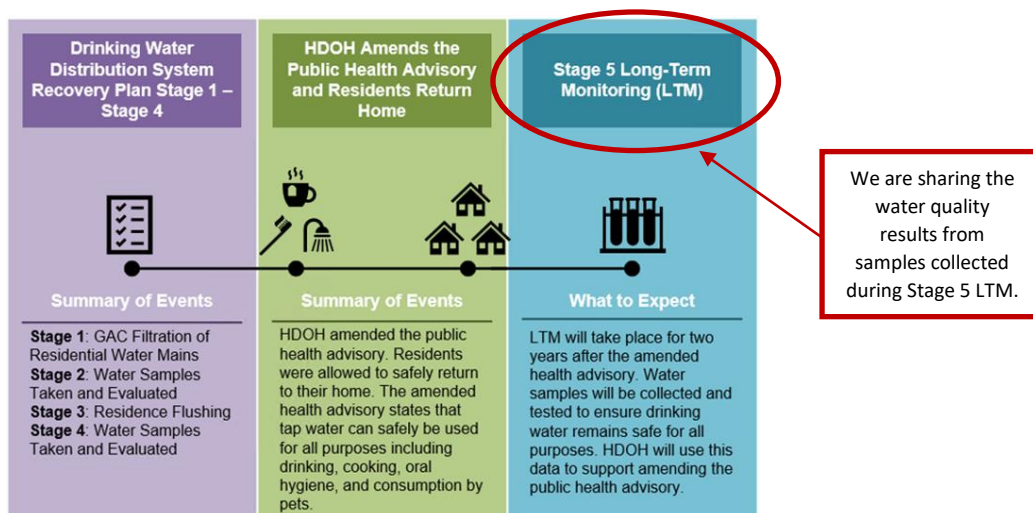 Drinking Water
Distribution System
Recovery Plan Stage 1 –
Stage 4
Summary of Events
Stage 1: GAC Filtration of
Residential Water Mains
Stage 2: Water Samples
Taken and Evaluated
Stage 3: Residence Flushing
Stage 4: Water Samples
Taken and Evaluated
HDOH Amends the
Public Health Advisory
and Residents Return
Home
Summary of Events
HDOH amended the public
health advisory. Residents
were allowed to safely return
to their home. The amended
health advisory states that
tap water can safely be used
for all purposes including
drinking, cooking, oral
hygiene, and consumption by
pets.
Stage 5 Long-Term
Monitoring (LTM)
What to Expect
LTM will take place for two
years after the amended
health advisory. Water
samples will be collected and
tested to ensure drinking
water remains safe for all
purposes. HDOH will use this
data to support amending the
public health advisory.
We are sharing the
water quality
results from
samples collected
during Stage 5 LTM.